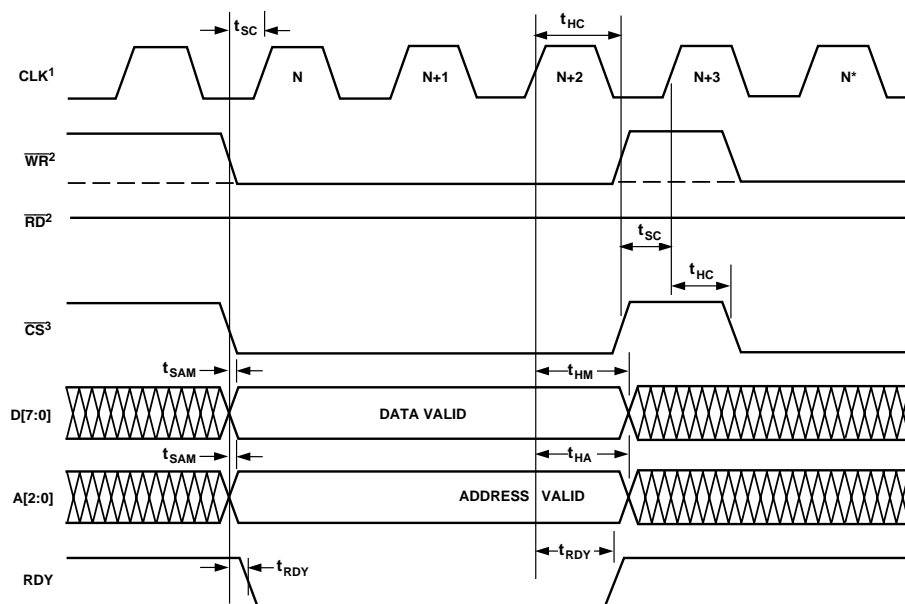 tSC
tHC
CLK1
N
N+1
N+2
N+3
N*
WR2
RD2
tSC
tHC
CS3
tSAM
tHM
D[7:0]
DATA VALID
tSAM
tHA
A[2:0]
ADDRESS VALID
tRDY
tRDY
RDY